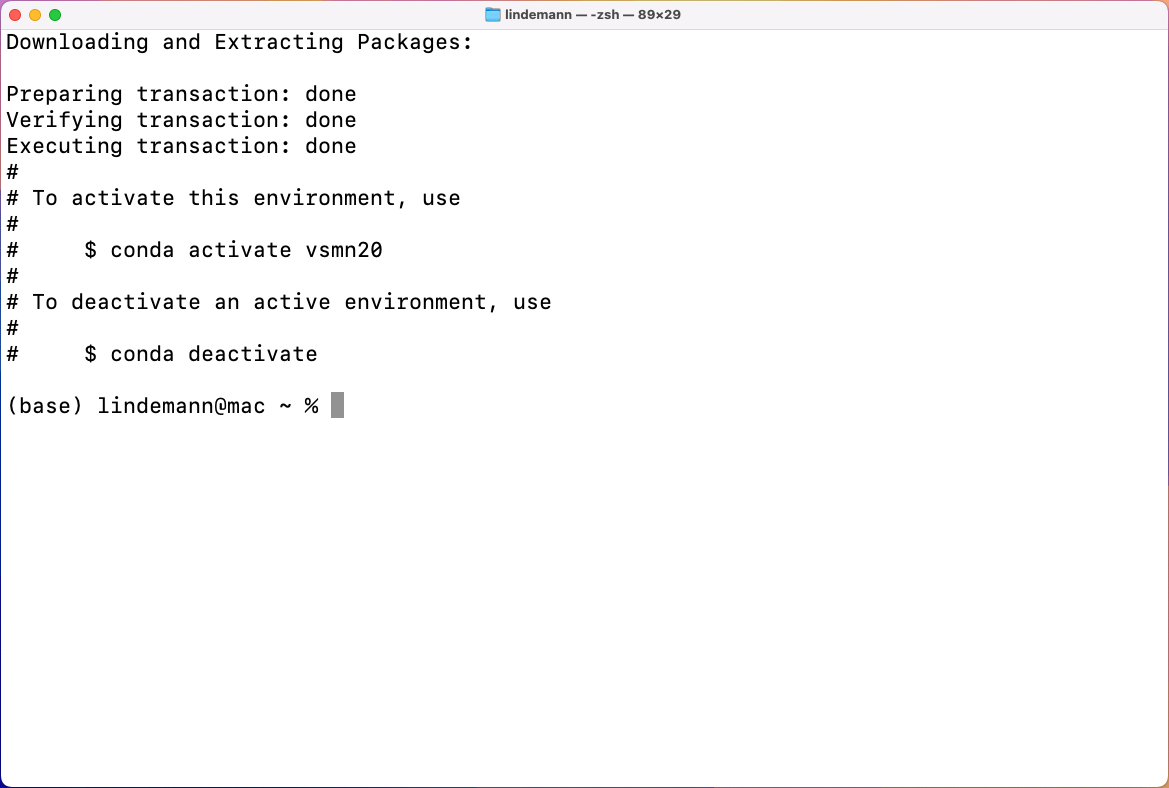 lindemann — -zsh — 89×29
Downloading and Extracting Packages:
Preparing transaction: done
Verifying transaction: done
Executing transaction: done
#
# To activate this environment, use
#
#     $ conda activate vsmn20
#
# To deactivate an active environment, use
#
#     $ conda deactivate
(base) lindemann@mac ~ %